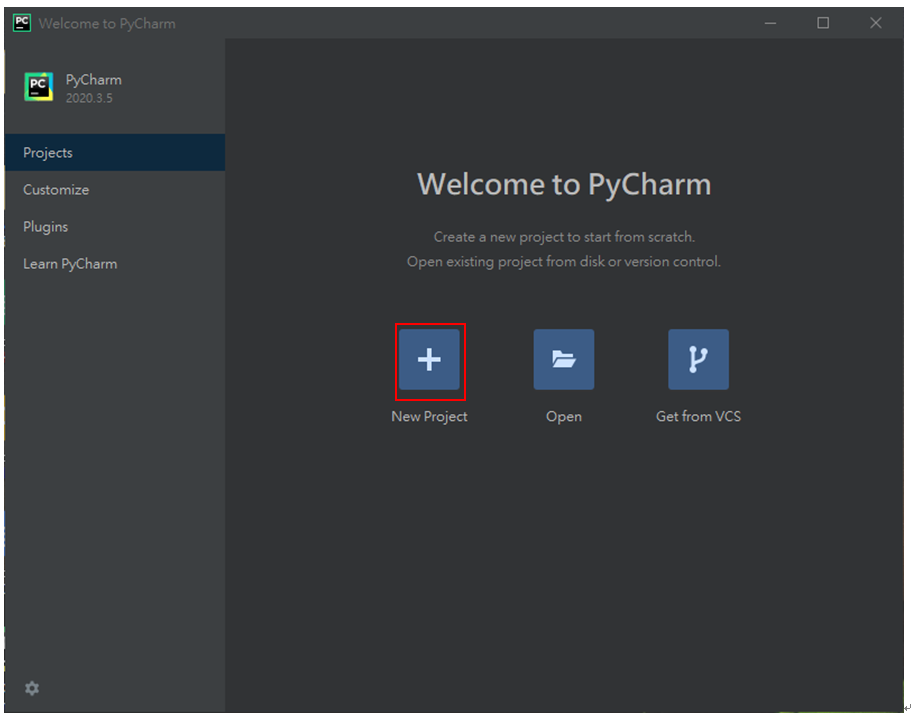 PC Welcome to PyCharm
PC PyCharm
2020.3.5
Projects
Customize
Plugins
Learn PyCharm
Welcome to PyCharm
Create a new project to start from scratch.
Open existing project from disk or version control.
New Project
Open
Get from VCS